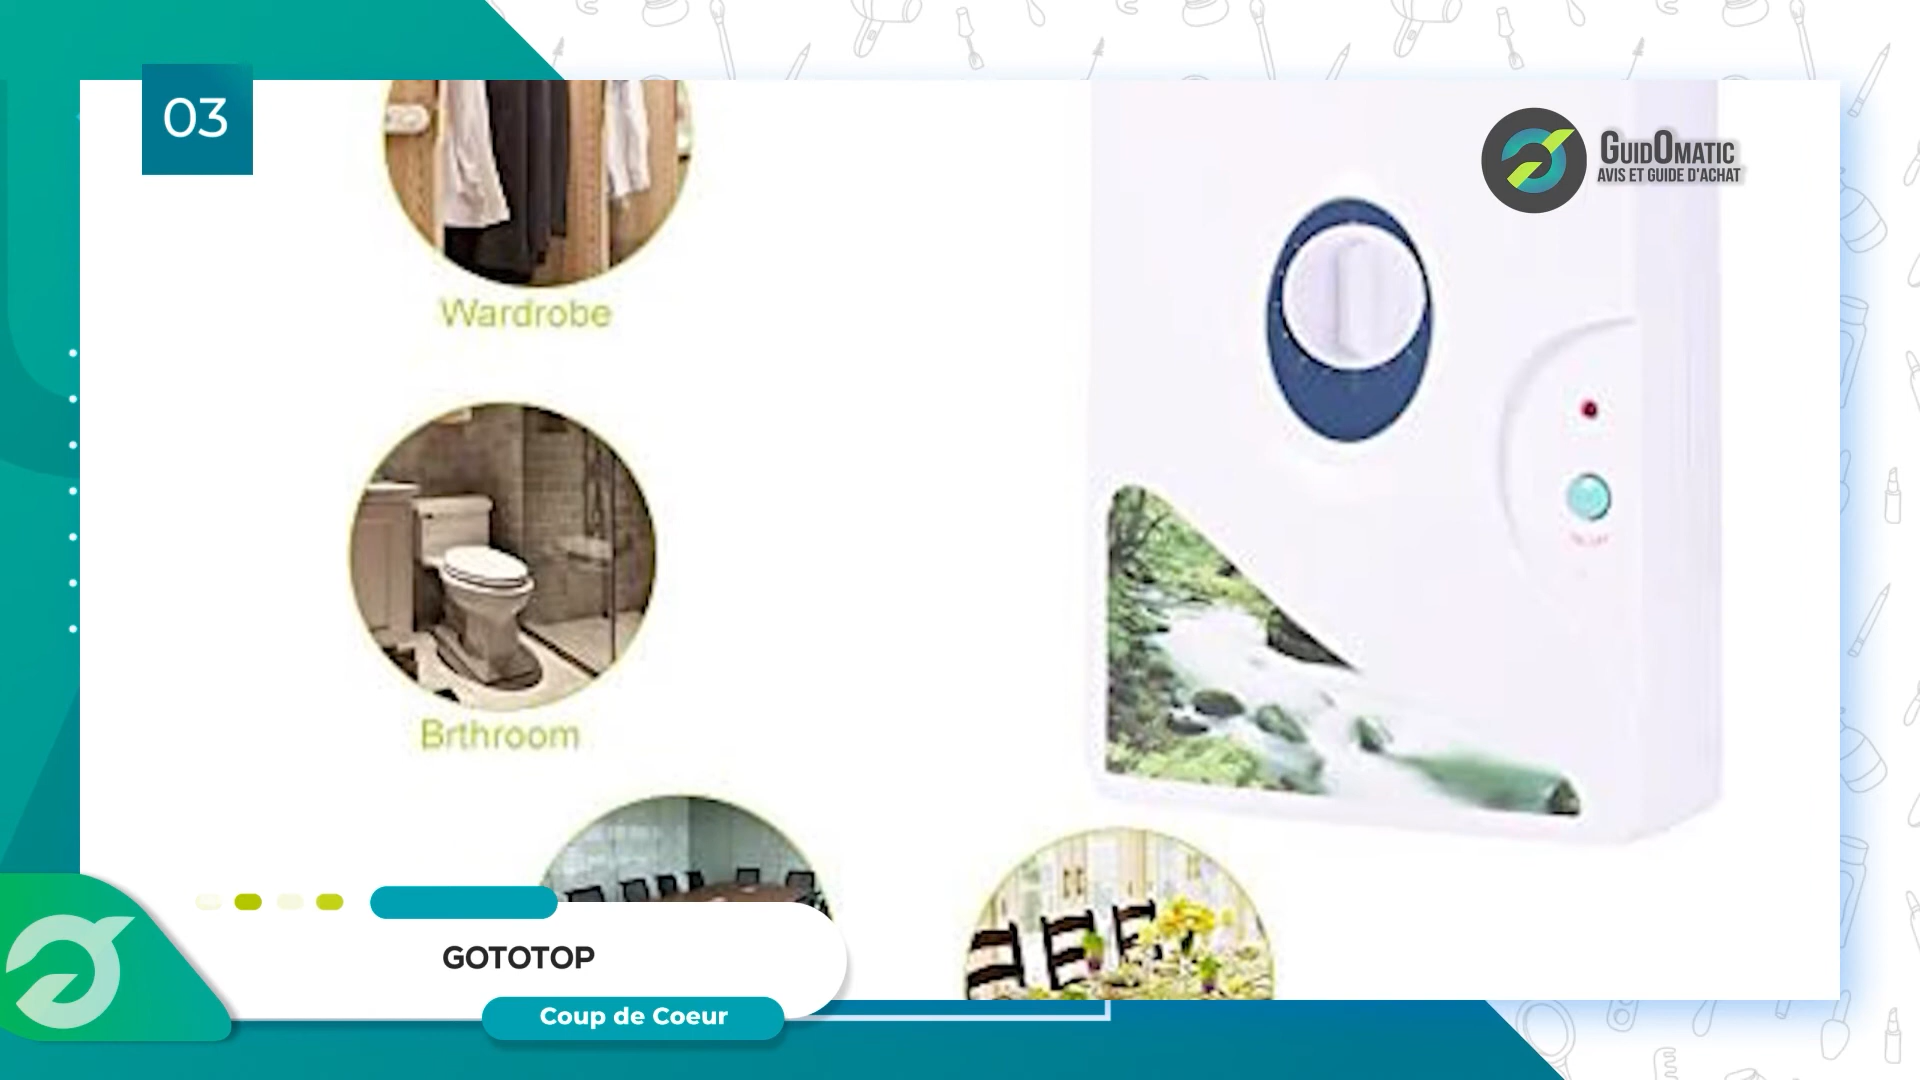 03
GUIDOMATIC
AVIS ET GUIDE D'ACHAT
Wardrobe
Brthroom
GOTOTOP
Coup de Coeur